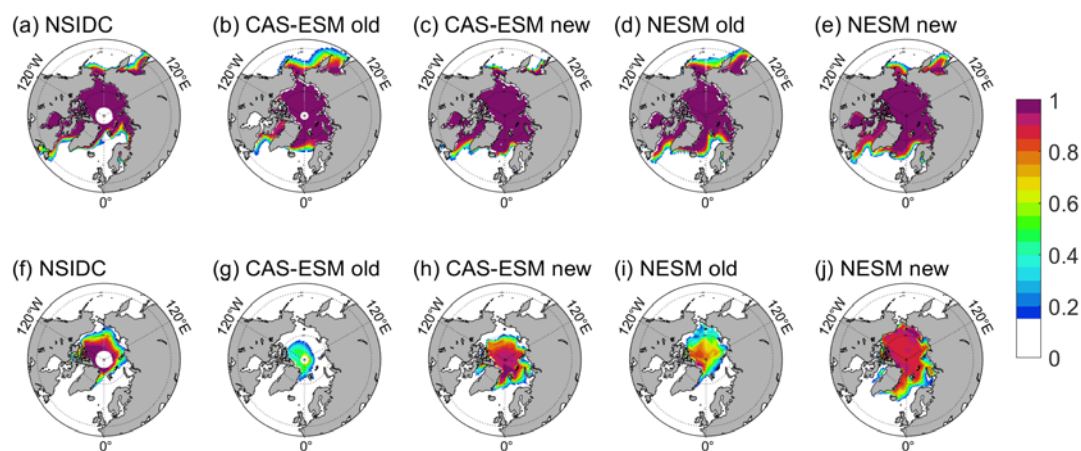 (a) NSIDC
(b) CAS-ESM old
(c) CAS-ESM new
(d) NESM old
(e) NESM new
120°W 120°E 120°W 120°E 120°W 120°E 120°W 120°E 120°W 120°E
0° 0° 0° 0° 0°
(f) NSIDC
(g) CAS-ESM old
(h) CAS-ESM new
(i) NESM old
(j) NESM new
120°W 120°E 120°W 120°E 120°W 120°E 120°W 120°E 120°W 120°E
0° 0° 0° 0° 0°
1
0.8
0.6
0.4
0.2
0